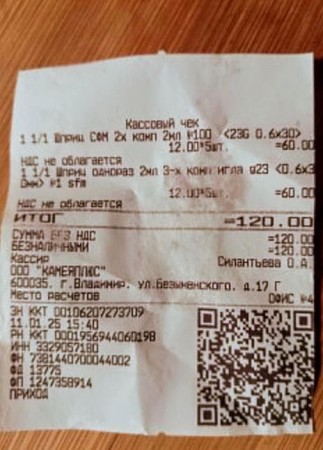 Кассовый чек
1 1/1 Шприц СФМ 2х комп 2мл №100 <23G 0.6x30>
12.00*5шт. =60.00
НДС не облагается
1 1/1 Шприц однораз 2мл 3-х комп игла g23 <0.6x3
0мм> №1 sfm
12.00*5шт. =60.00
НДС не облагается
ИТОГ =120.00
СУММА БЕЗ НДС =120.00
БЕЗНАЛИЧНЫМИ =120.00
Кассир Силантьева О.А.
ООО "КАМЕЯПЛЮС"
600035, г.Владимир, ул.Безыменского, д.17 Г
Место расчетов ОФИС №4
ЗН ККТ 00106207273709
11.01.25 15:40
РН ККТ 0001956944060198
ИНН 3329057180
ФН 7381440700044002
ФД 13775
ФП 1247358914
ПРИХОД